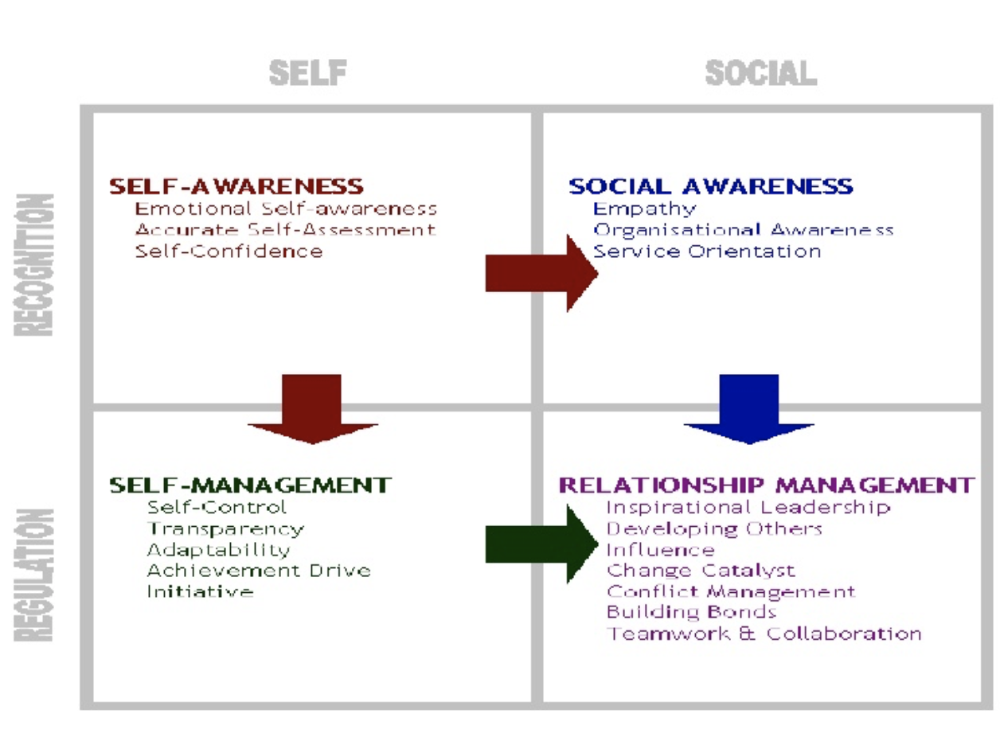 SELF
SOCIAL
RECOGNITION
SELF-AWARENESS
Emotional Self-awareness
Accurate Self-Assessment
Self-Confidence
SOCIAL AWARENESS
Empathy
Organisational Awareness
Service Orientation
REGULATION
SELF-MANAGEMENT
Self-Control
Transparency
Adaptability
Achievement Drive
Initiative
RELATIONSHIP MANAGEMENT
Inspirational Leadership
Developing Others
Influence
Change Catalyst
Conflict Management
Building Bonds
Teamwork & Collaboration